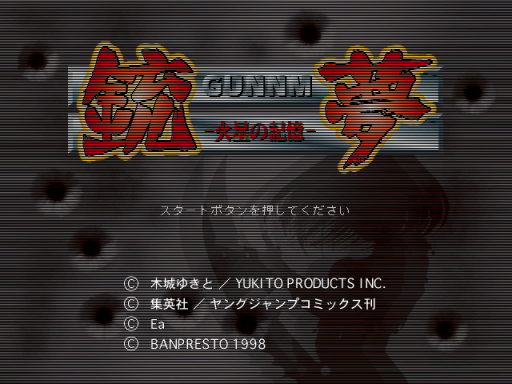 銃 GUNNM 夢
-火星の記憶-
スタートボタンを押してください
Ⓒ 木城ゆきと ／ YUKITO PRODUCTS INC.
Ⓒ 集英社 ／ ヤングジャンプコミックス刊
Ⓒ Ea
Ⓒ BANPRESTO 1998